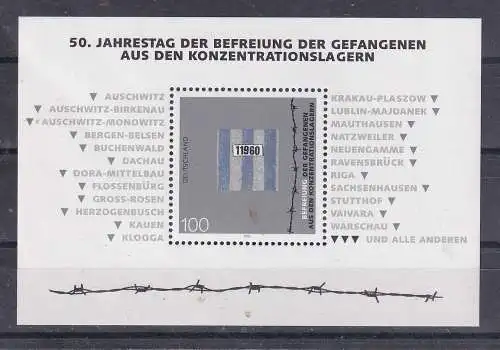 50. JAHRESTAG DER BEFREIUNG DER GEFANGENEN
AUS DEN KONZENTRATIONSLAGERN
AUSCHWITZ
AUSCHWITZ-BIRKENAU
AUSCHWITZ-MONOWITZ
BERGEN-BELSEN
BUCHENWALD
DACHAU
DORA-MITTELBAU
FLOSSENBÜRG
GROSS-ROSEN
HERZOGENBUSCH
KAUEN
KLOOGA
DEUTSCHLAND
11960
100
BEFREIUNG DER GEFANGENEN
AUS DEN KONZENTRATIONSLAGERN
KRAKAU-PLASZOW
LUBLIN-MAJDANEK
MAUTHAUSEN
NATZWEILER
NEUENGAMME
RAVENSBRÜCK
RIGA
SACHSENHAUSEN
STUTTHOF
VAIVARA
WARSCHAU
UND ALLE ANDEREN